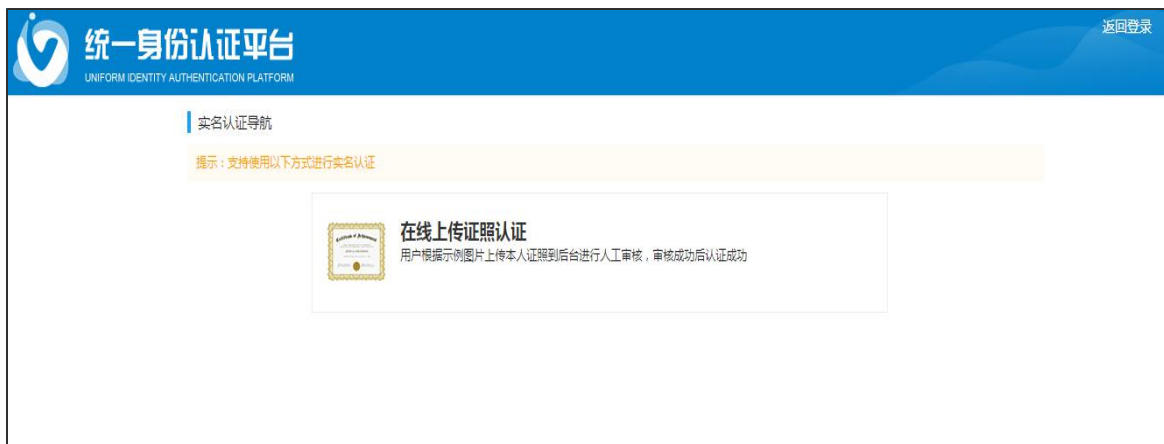 返回登录
统一身份认证平台
UNIFORM IDENTITY AUTHENTICATION PLATFORM
实名认证导航
提示：支持使用以下方式进行实名认证
在线上传证照认证
用户根据示例图片上传本人证照到后台进行人工审核，审核成功后认证成功